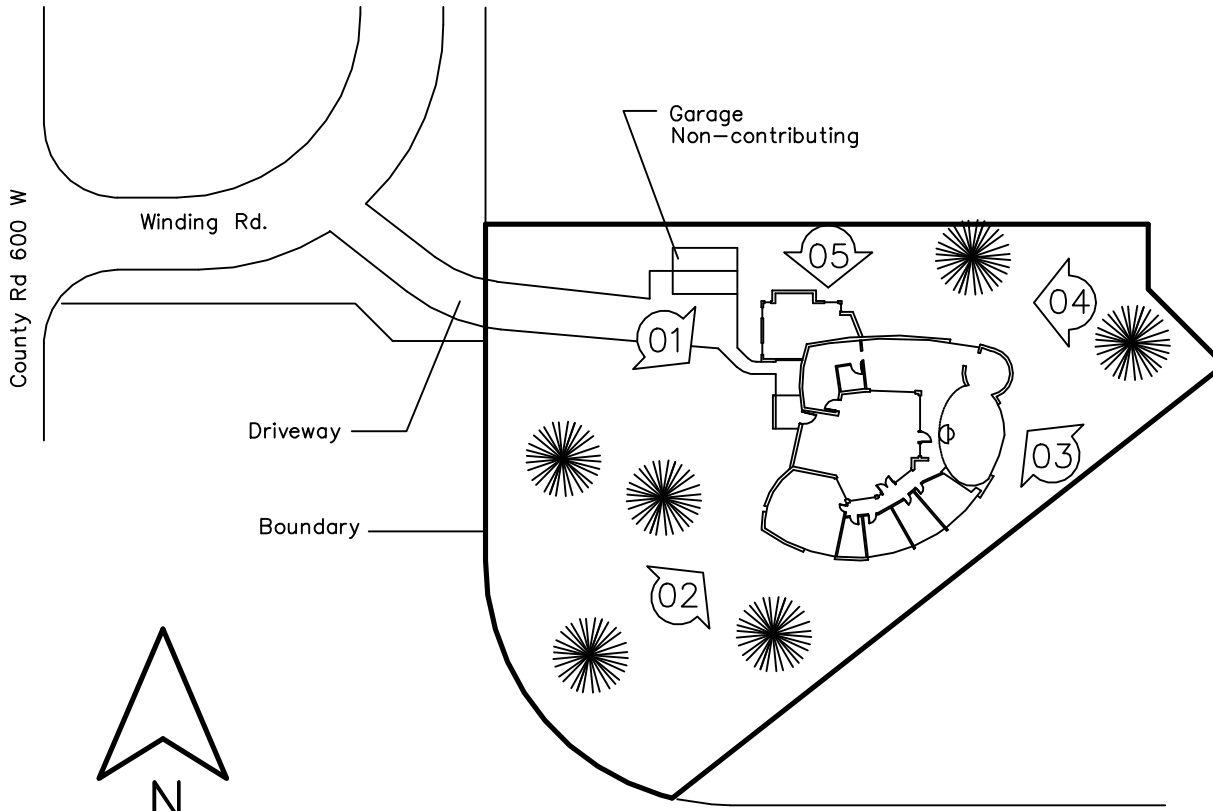 Garage
Non-contributing
County Rd 600 W
Winding Rd.
05
04
01
Driveway
03
Boundary
02
N